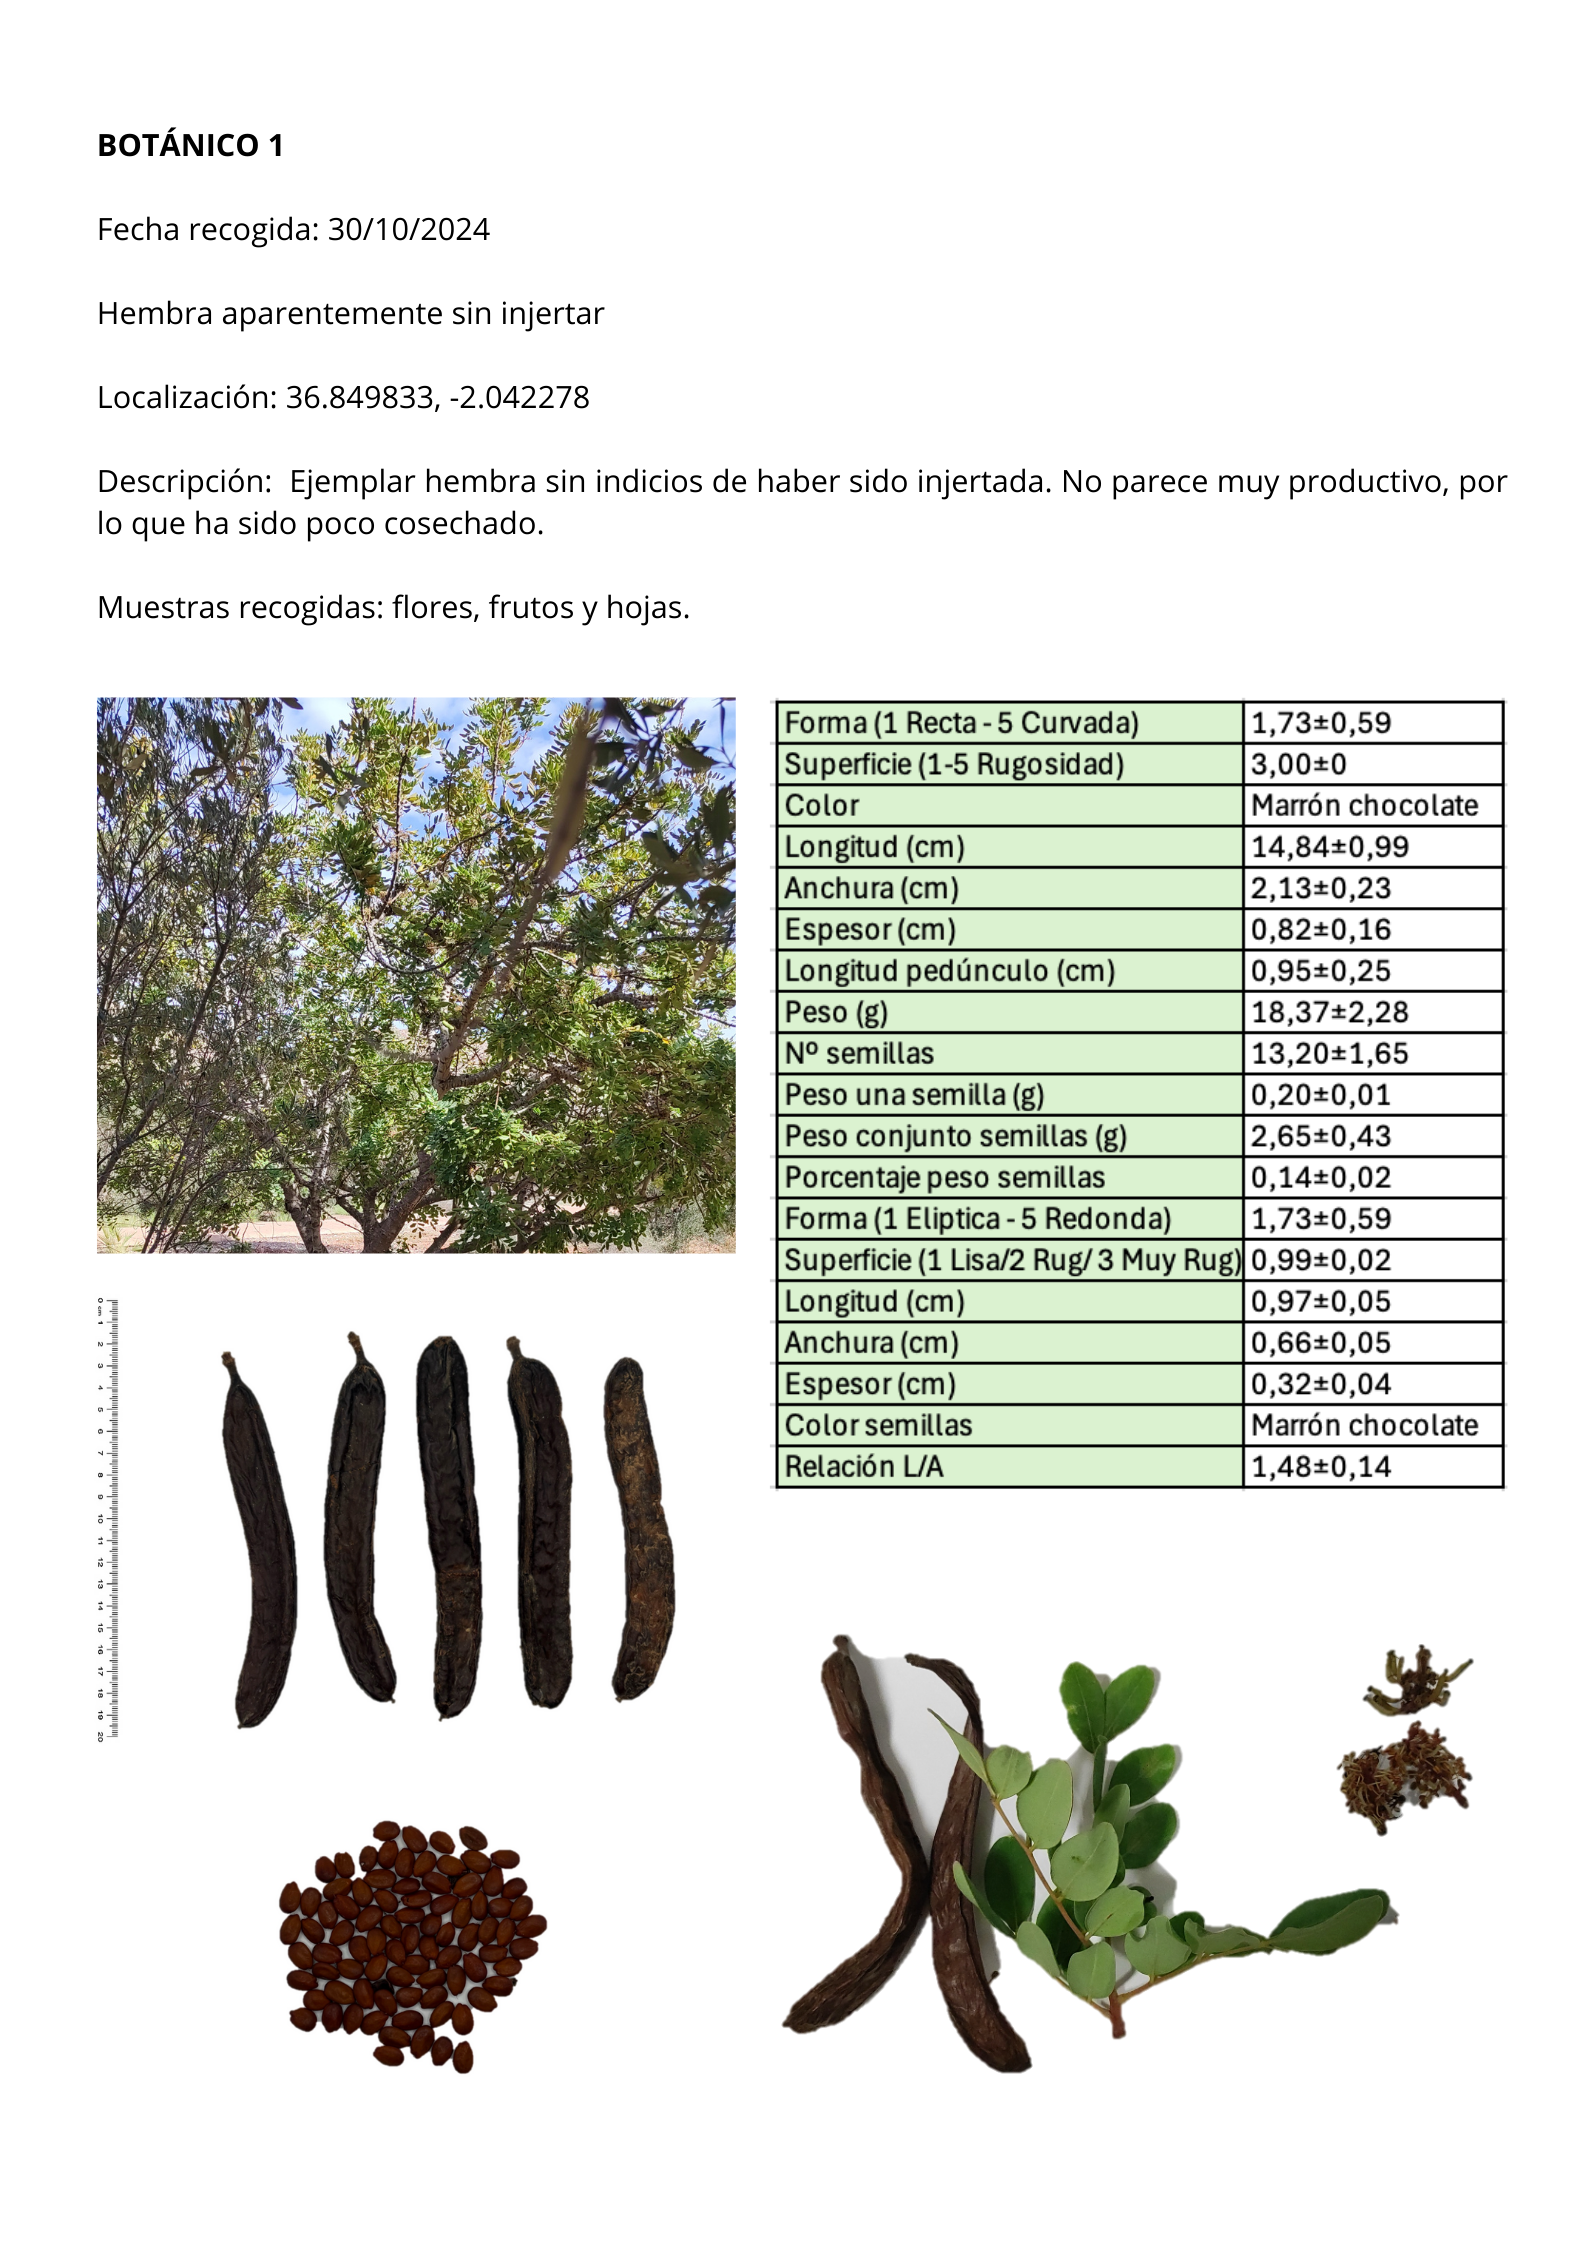 BOTÁNICO 1
Fecha recogida: 30/10/2024
Hembra aparentemente sin injertar
Localización: 36.849833, -2.042278
Descripción:  Ejemplar hembra sin indicios de haber sido injertada. No parece muy productivo, por
lo que ha sido poco cosechado.
Muestras recogidas: flores, frutos y hojas.
Forma (1 Recta - 5 Curvada) 1,73±0,59
Superficie (1-5 Rugosidad) 3,00±0
Color Marrón chocolate
Longitud (cm) 14,84±0,99
Anchura (cm) 2,13±0,23
Espesor (cm) 0,82±0,16
Longitud pedúnculo (cm) 0,95±0,25
Peso (g) 18,37±2,28
Nº semillas 13,20±1,65
Peso una semilla (g) 0,20±0,01
Peso conjunto semillas (g) 2,65±0,43
Porcentaje peso semillas 0,14±0,02
Forma (1 Eliptica - 5 Redonda) 1,73±0,59
Superficie (1 Lisa/2 Rug/ 3 Muy Rug) 0,99±0,02
Longitud (cm) 0,97±0,05
Anchura (cm) 0,66±0,05
Espesor (cm) 0,32±0,04
Color semillas Marrón chocolate
Relación L/A 1,48±0,14
0 cm 1 2 3 4 5 6 7 8 9 10 11 12 13 14 15 16 17 18 19 20